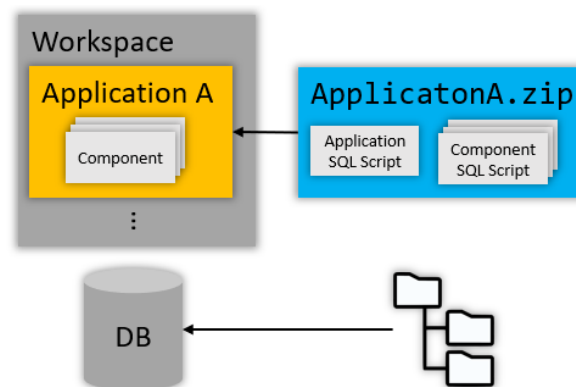 Workspace
Application A
Component
⋮
ApplicatonA.zip
Application
SQL Script
Component
SQL Script
DB